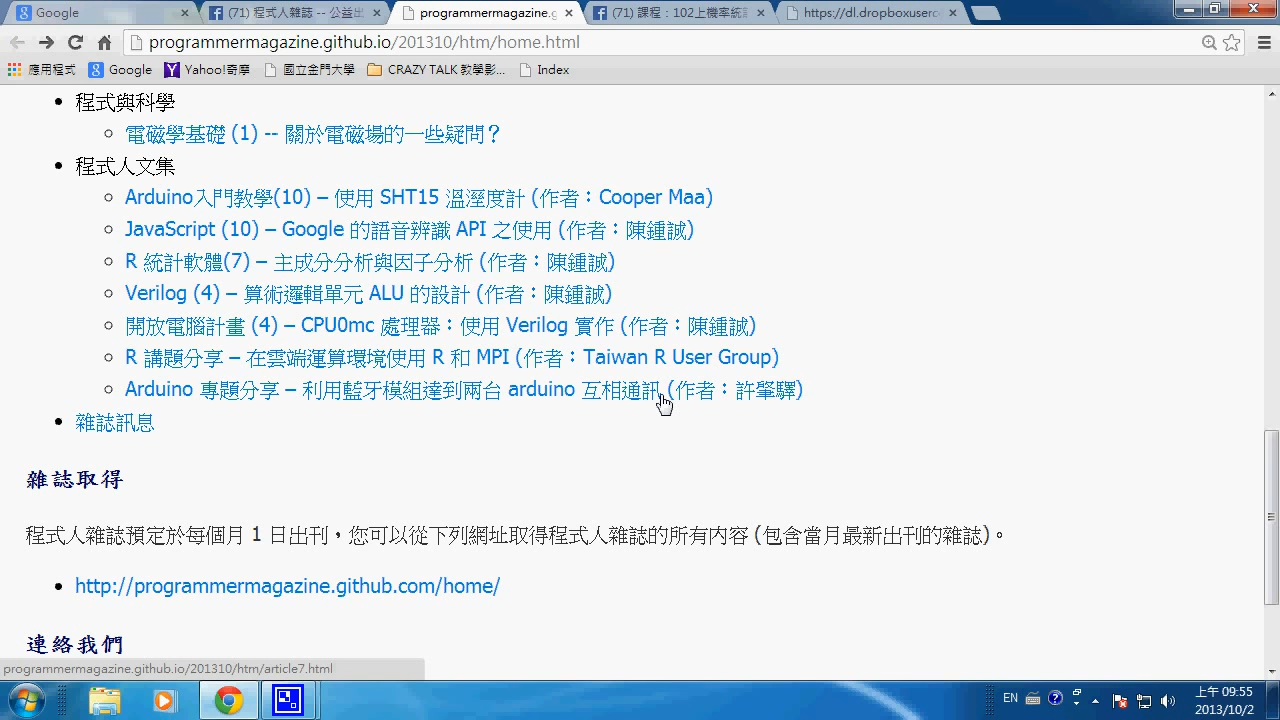 Google
(71) 程式人雜誌 -- 公益出
programmermagazine.g
(71) 課程：102上機率統計
https://dl.dropboxuserco
programmermagazine.github.io/201310/htm/home.html
應用程式 Google Yahoo!奇摩 國立金門大學 CRAZY TALK 教學影... Index
程式與科學
電磁學基礎 (1) -- 關於電磁場的一些疑問？
程式人文集
Arduino入門教學(10) – 使用 SHT15 溫溼度計 (作者：Cooper Maa)
JavaScript (10) – Google 的語音辨識 API 之使用 (作者：陳鍾誠)
R 統計軟體(7) – 主成分分析與因子分析 (作者：陳鍾誠)
Verilog (4) – 算術邏輯單元 ALU 的設計 (作者：陳鍾誠)
開放電腦計畫 (4) – CPU0mc 處理器：使用 Verilog 實作 (作者：陳鍾誠)
R 講題分享 – 在雲端運算環境使用 R 和 MPI (作者：Taiwan R User Group)
Arduino 專題分享 – 利用藍牙模組達到兩台 arduino 互相通訊 (作者：許肇驛)
雜誌訊息
雜誌取得
程式人雜誌預定於每個月 1 日出刊，您可以從下列網址取得程式人雜誌的所有內容 (包含當月最新出刊的雜誌)。
http://programmermagazine.github.com/home/
連絡我們
programmermagazine.github.io/201310/htm/article7.html
EN
上午 09:55
2013/10/2